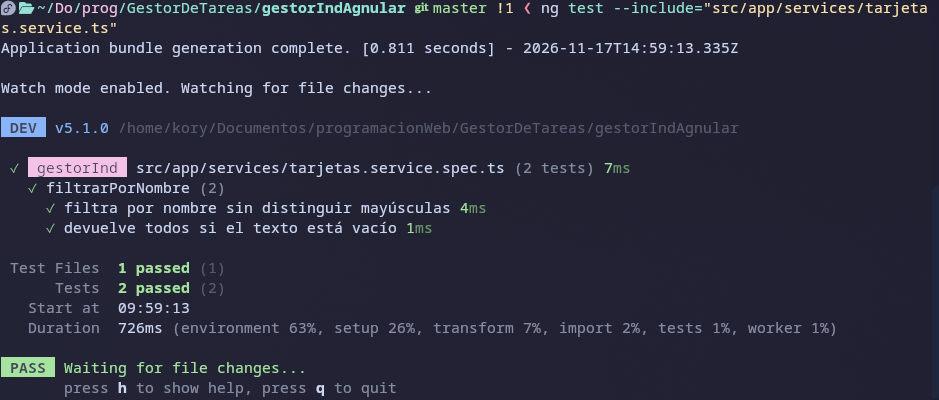 ~/Do/prog/GestorDeTareas/gestorIndAgnular git master !1 ❮ ng test --include="src/app/services/tarjeta
s.service.ts"
Application bundle generation complete. [0.811 seconds] - 2026-11-17T14:59:13.335Z
Watch mode enabled. Watching for file changes...
DEV v5.1.0 /home/kory/Documentos/programacionWeb/GestorDeTareas/gestorIndAgnular
✓ gestorInd src/app/services/tarjetas.service.spec.ts (2 tests) 7ms
✓ filtrarPorNombre (2)
✓ filtra por nombre sin distinguir mayúsculas 4ms
✓ devuelve todos si el texto está vacío 1ms
Test Files 1 passed (1)
Tests 2 passed (2)
Start at 09:59:13
Duration 726ms (environment 63%, setup 26%, transform 7%, import 2%, tests 1%, worker 1%)
PASS Waiting for file changes...
press h to show help, press q to quit